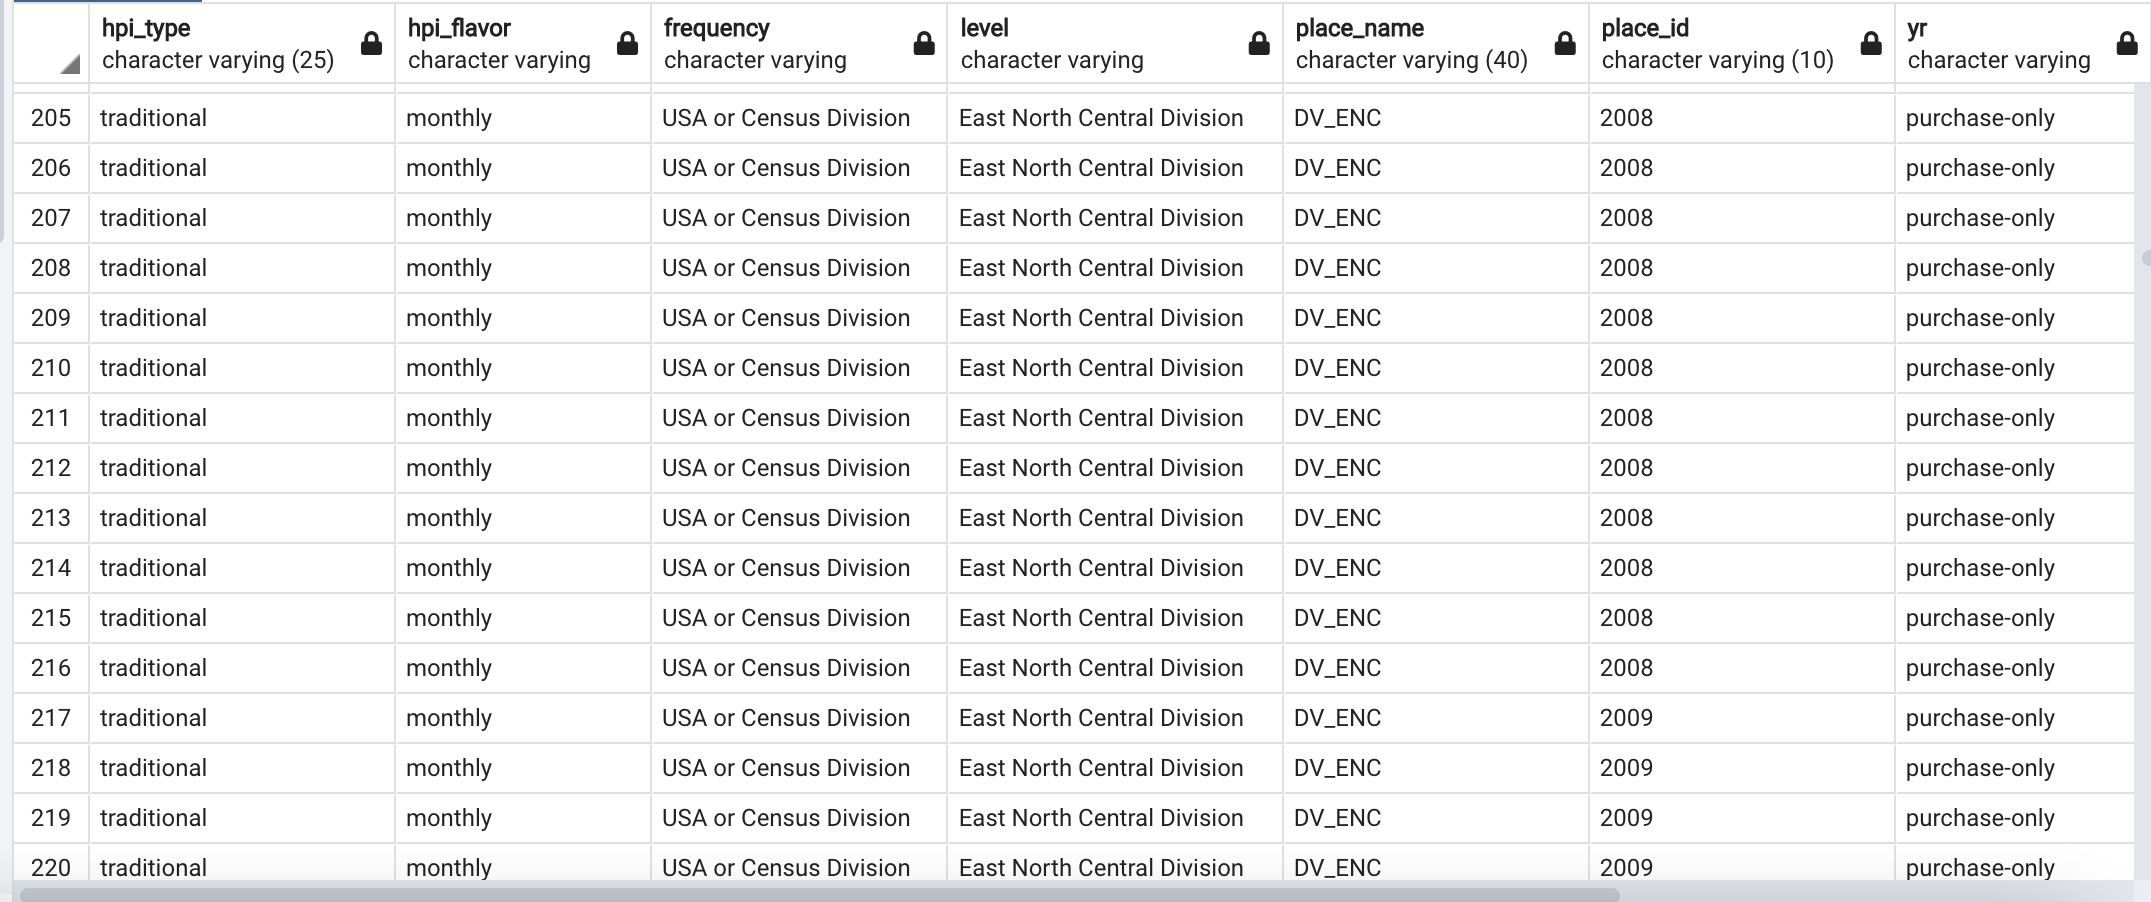 hpi_type hpi_flavor frequency level place_name place_id yr
character varying (25) character varying character varying character varying character varying (40) character varying (10) character varying
205 traditional monthly USA or Census Division East North Central Division DV_ENC 2008 purchase-only
206 traditional monthly USA or Census Division East North Central Division DV_ENC 2008 purchase-only
207 traditional monthly USA or Census Division East North Central Division DV_ENC 2008 purchase-only
208 traditional monthly USA or Census Division East North Central Division DV_ENC 2008 purchase-only
209 traditional monthly USA or Census Division East North Central Division DV_ENC 2008 purchase-only
210 traditional monthly USA or Census Division East North Central Division DV_ENC 2008 purchase-only
211 traditional monthly USA or Census Division East North Central Division DV_ENC 2008 purchase-only
212 traditional monthly USA or Census Division East North Central Division DV_ENC 2008 purchase-only
213 traditional monthly USA or Census Division East North Central Division DV_ENC 2008 purchase-only
214 traditional monthly USA or Census Division East North Central Division DV_ENC 2008 purchase-only
215 traditional monthly USA or Census Division East North Central Division DV_ENC 2008 purchase-only
216 traditional monthly USA or Census Division East North Central Division DV_ENC 2008 purchase-only
217 traditional monthly USA or Census Division East North Central Division DV_ENC 2009 purchase-only
218 traditional monthly USA or Census Division East North Central Division DV_ENC 2009 purchase-only
219 traditional monthly USA or Census Division East North Central Division DV_ENC 2009 purchase-only
220 traditional monthly USA or Census Division East North Central Division DV_ENC 2009 purchase-only